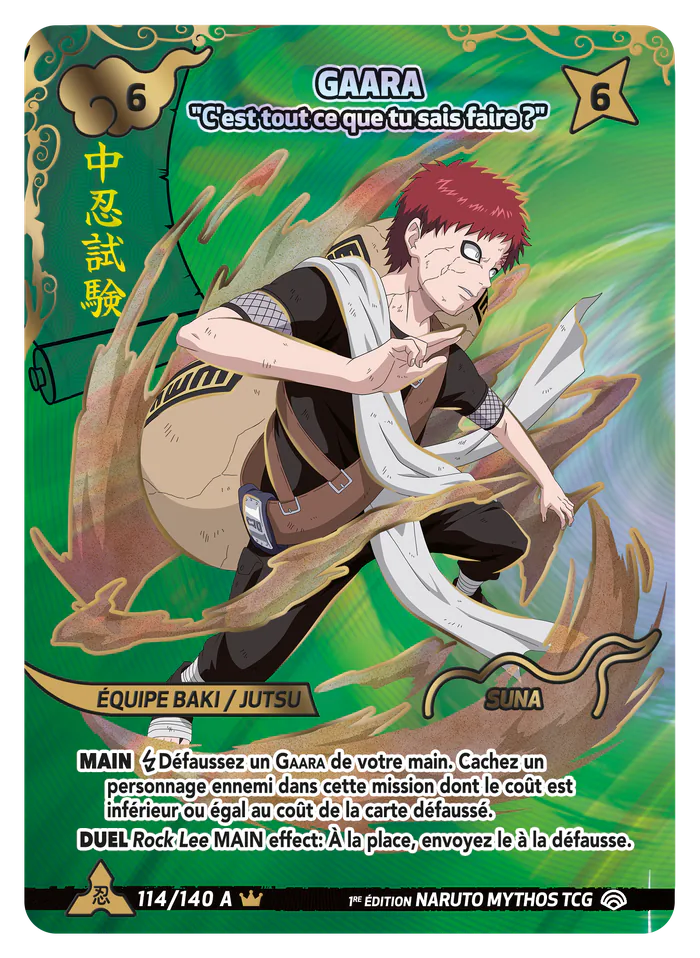 6
GAARA
6
"C'est tout ce que tu sais faire ?"
中忍試験
ÉQUIPE BAKI / JUTSU
SUNA
MAIN Défaussez un GAARA de votre main. Cachez un
personnage ennemi dans cette mission dont le coût est
inférieur ou égal au coût de la carte défaussé.
DUEL Rock Lee MAIN effect: À la place, envoyez le à la défausse.
忍
114/140 A
1RE ÉDITION NARUTO MYTHOS TCG